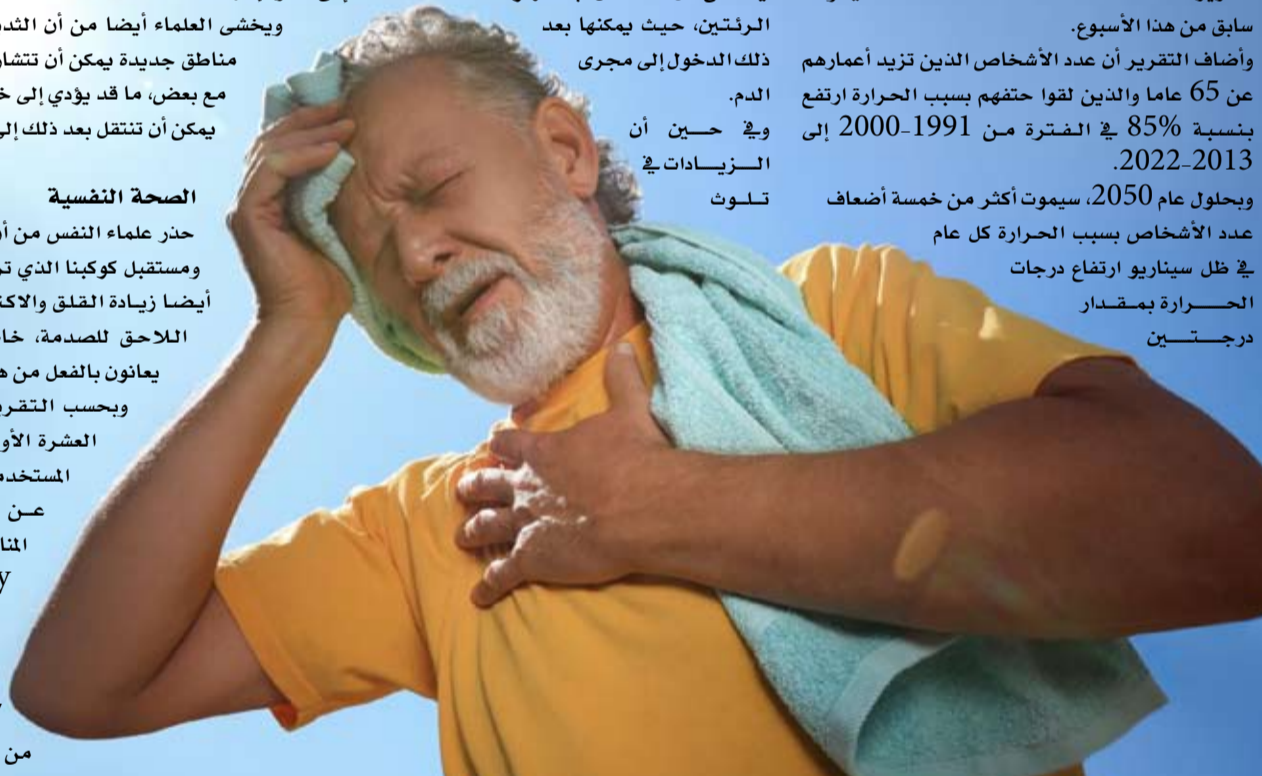 سابق من هذا الأسبوع.
وأضاف التقرير أن عدد الأشخاص الذين تزيد أعمارهم
عن 65 عاما والذين لقوا حتفهم بسبب الحرارة ارتفع
بنسبة 85% في الفترة من 1991-2000 إلى
2013-2022.
وبحلول عام 2050، سيموت أكثر من خمسة أضعاف
عدد الأشخاص بسبب الحرارة كل عام
في ظل سيناريو ارتفاع درجات
الحرارة بمقدار
درجتين
الرئتين، حيث يمكنها بعد
ذلك الدخول إلى مجرى
الدم.
وفي حين أن
الزيادات في
تلوث
ويخشى العلماء أيضا من أن
مناطق جديدة يمكن أن
مع بعض، ما قد يؤدي إلى
يمكن أن تنتقل بعد ذلك إلى
الصحة النفسية
حذر علماء النفس من
ومستقبل كوكبنا الذي
أيضا زيادة القلق
اللاحق للصدمة،
يعانون بالفعل من
وبحسب
العشرة
عن
y
من